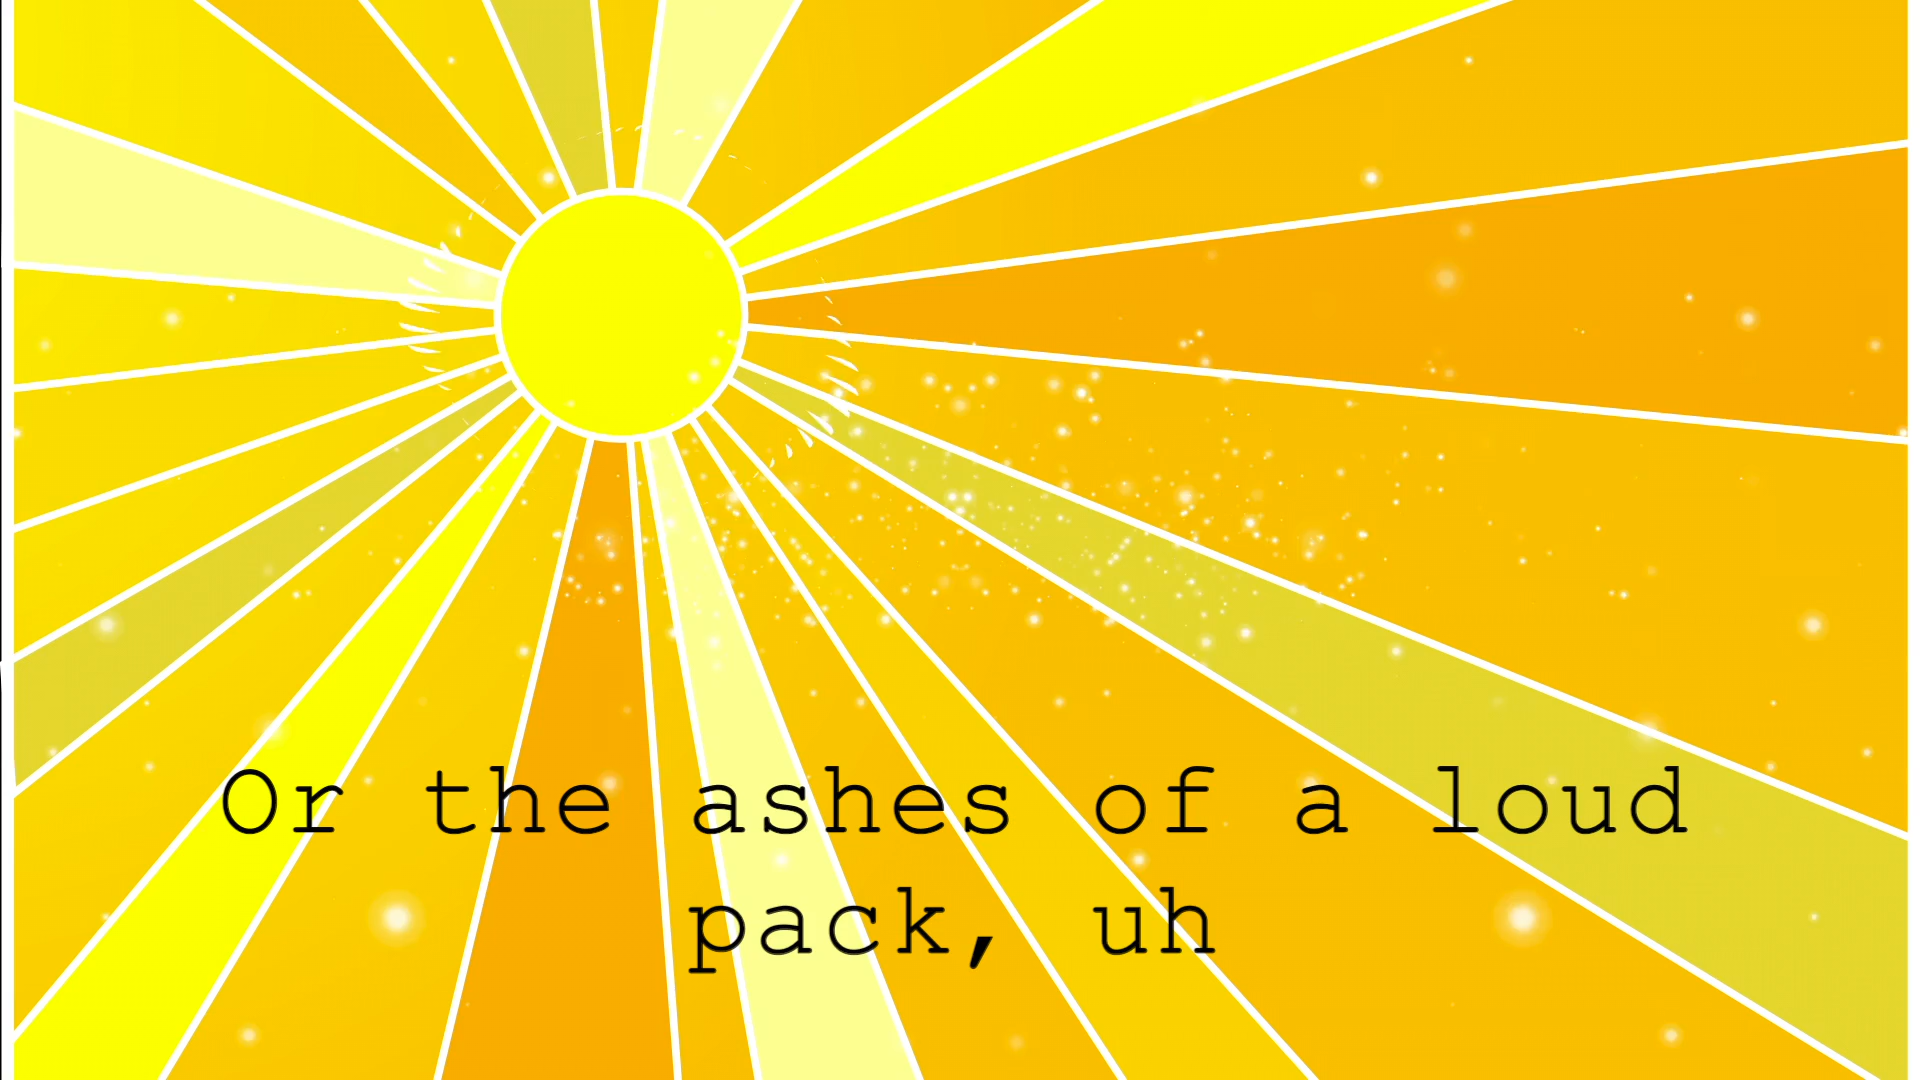 Or the ashes of a loud
pack, uh